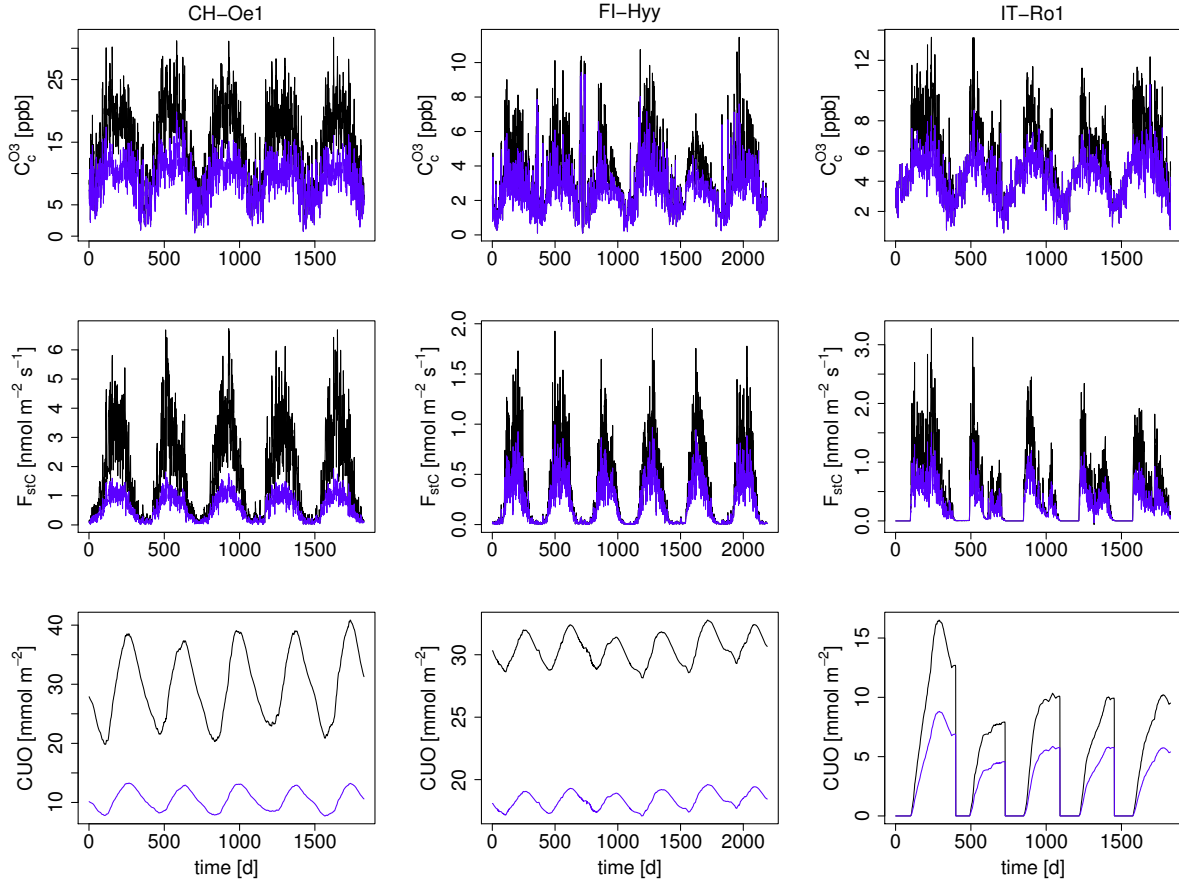 CH−Oe1
FI−Hyy
IT−Ro1
C_c^O3 [ppb]
5 15 25
0 500 1000 1500
C_c^O3 [ppb]
0 2 4 6 8 10
0 500 1000 1500 2000
C_c^O3 [ppb]
2 4 6 8 12
0 500 1000 1500
F_stC [nmol m−2 s−1]
0 1 2 3 4 5 6
0 500 1000 1500
F_stC [nmol m−2 s−1]
0.0 0.5 1.0 1.5 2.0
0 500 1000 1500 2000
F_stC [nmol m−2 s−1]
0.0 1.0 2.0 3.0
0 500 1000 1500
CUO [mmol m−2]
10 20 30 40
0 500 1000 1500
time [d]
CUO [mmol m−2]
20 25 30
0 500 1000 1500 2000
time [d]
CUO [mmol m−2]
0 5 10 15
0 500 1000 1500
time [d]